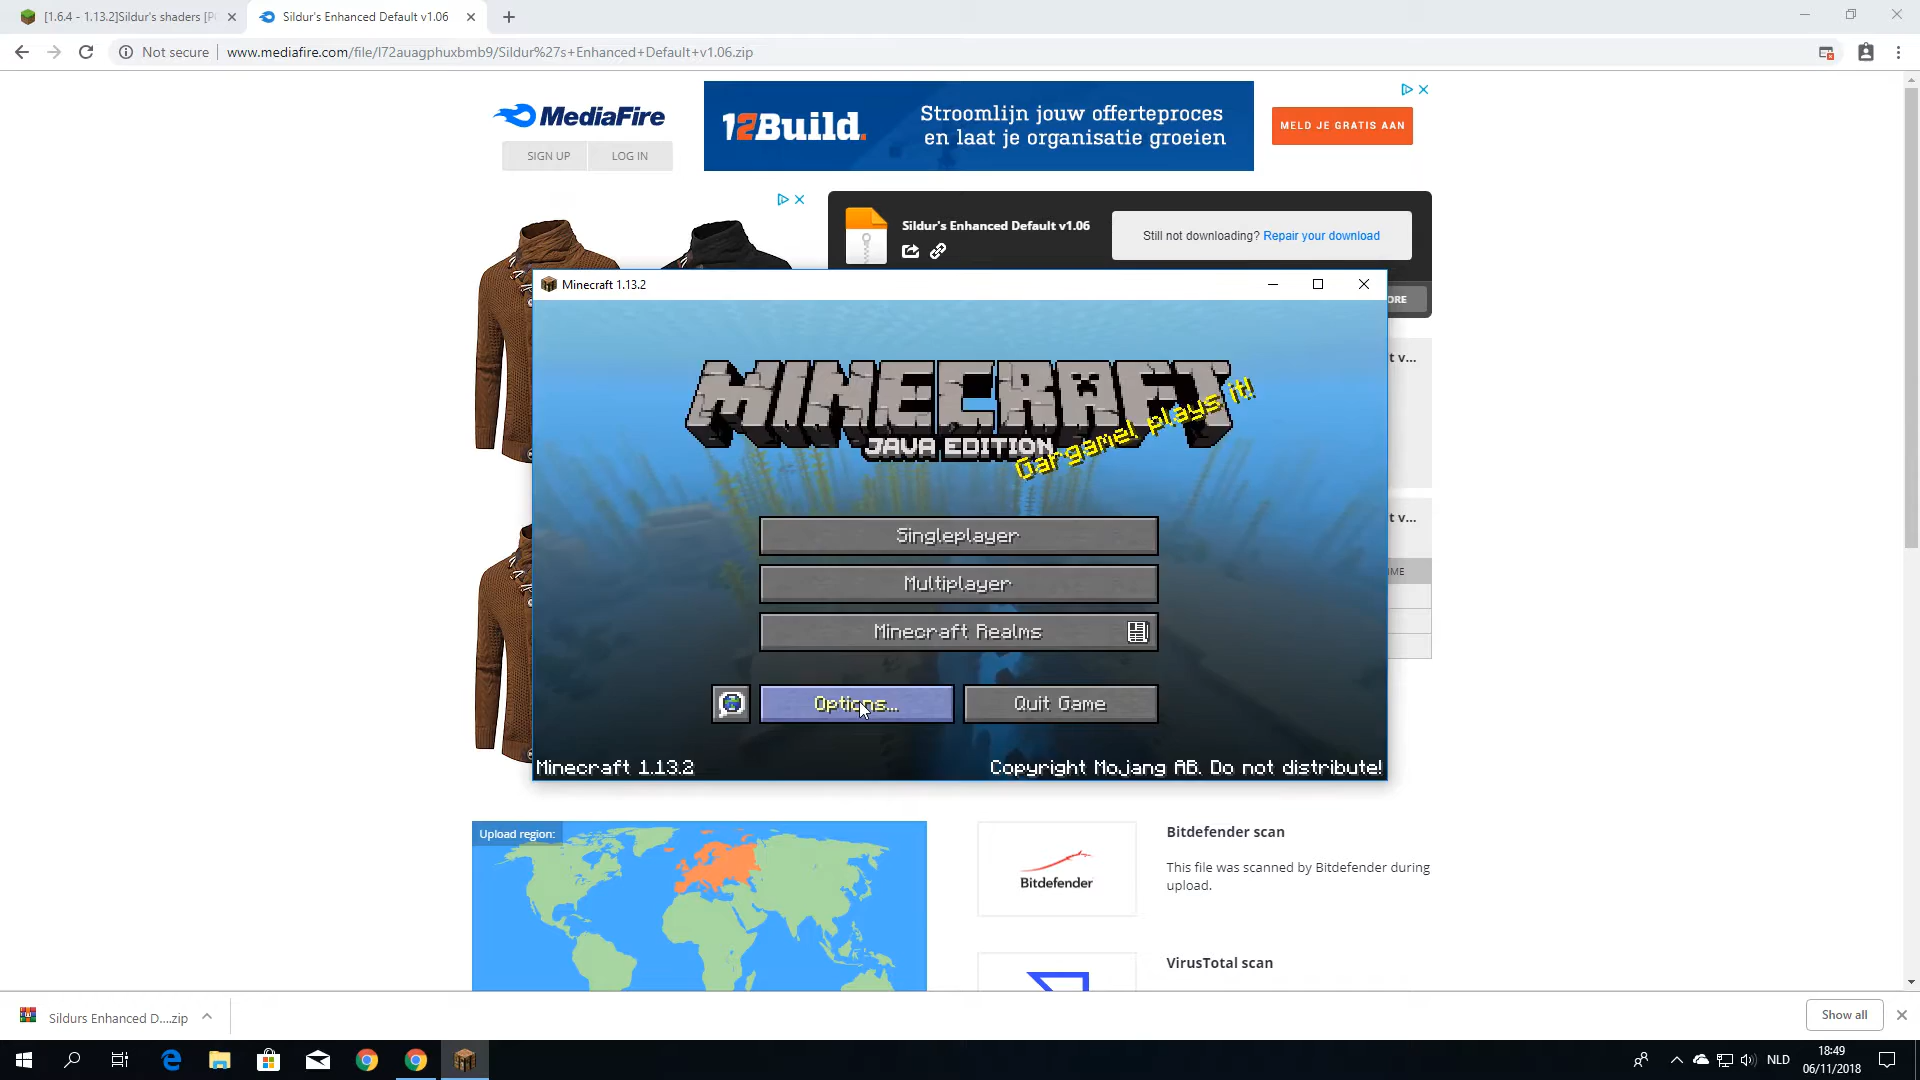 [1.6.4 - 1.13.2]Sildur's shaders [P
Sildur's Enhanced Default v1.06
Not secure
www.mediafire.com/file/l72auagphuxbmb9/Sildur%27s+Enhanced+Default+v1.06.zip
MediaFire
SIGN UP
LOG IN
12Build.
Stroomlijn jouw offerteproces
en laat je organisatie groeien
MELD JE GRATIS AAN
Sildur's Enhanced Default v1.06
Still not downloading? Repair your download
ORE
t v...
t v...
IME
Minecraft 1.13.2
MINECRAFT
JAVA EDITION
Gargamel plays it!
Singleplayer
Multiplayer
Minecraft Realms
Options...
Quit Game
Minecraft 1.13.2
Copyright Mojang AB. Do not distribute!
Upload region:
Bitdefender
Bitdefender scan
This file was scanned by Bitdefender during
upload.
VirusTotal scan
Sildurs Enhanced D....zip
Show all
NLD
18:49
06/11/2018